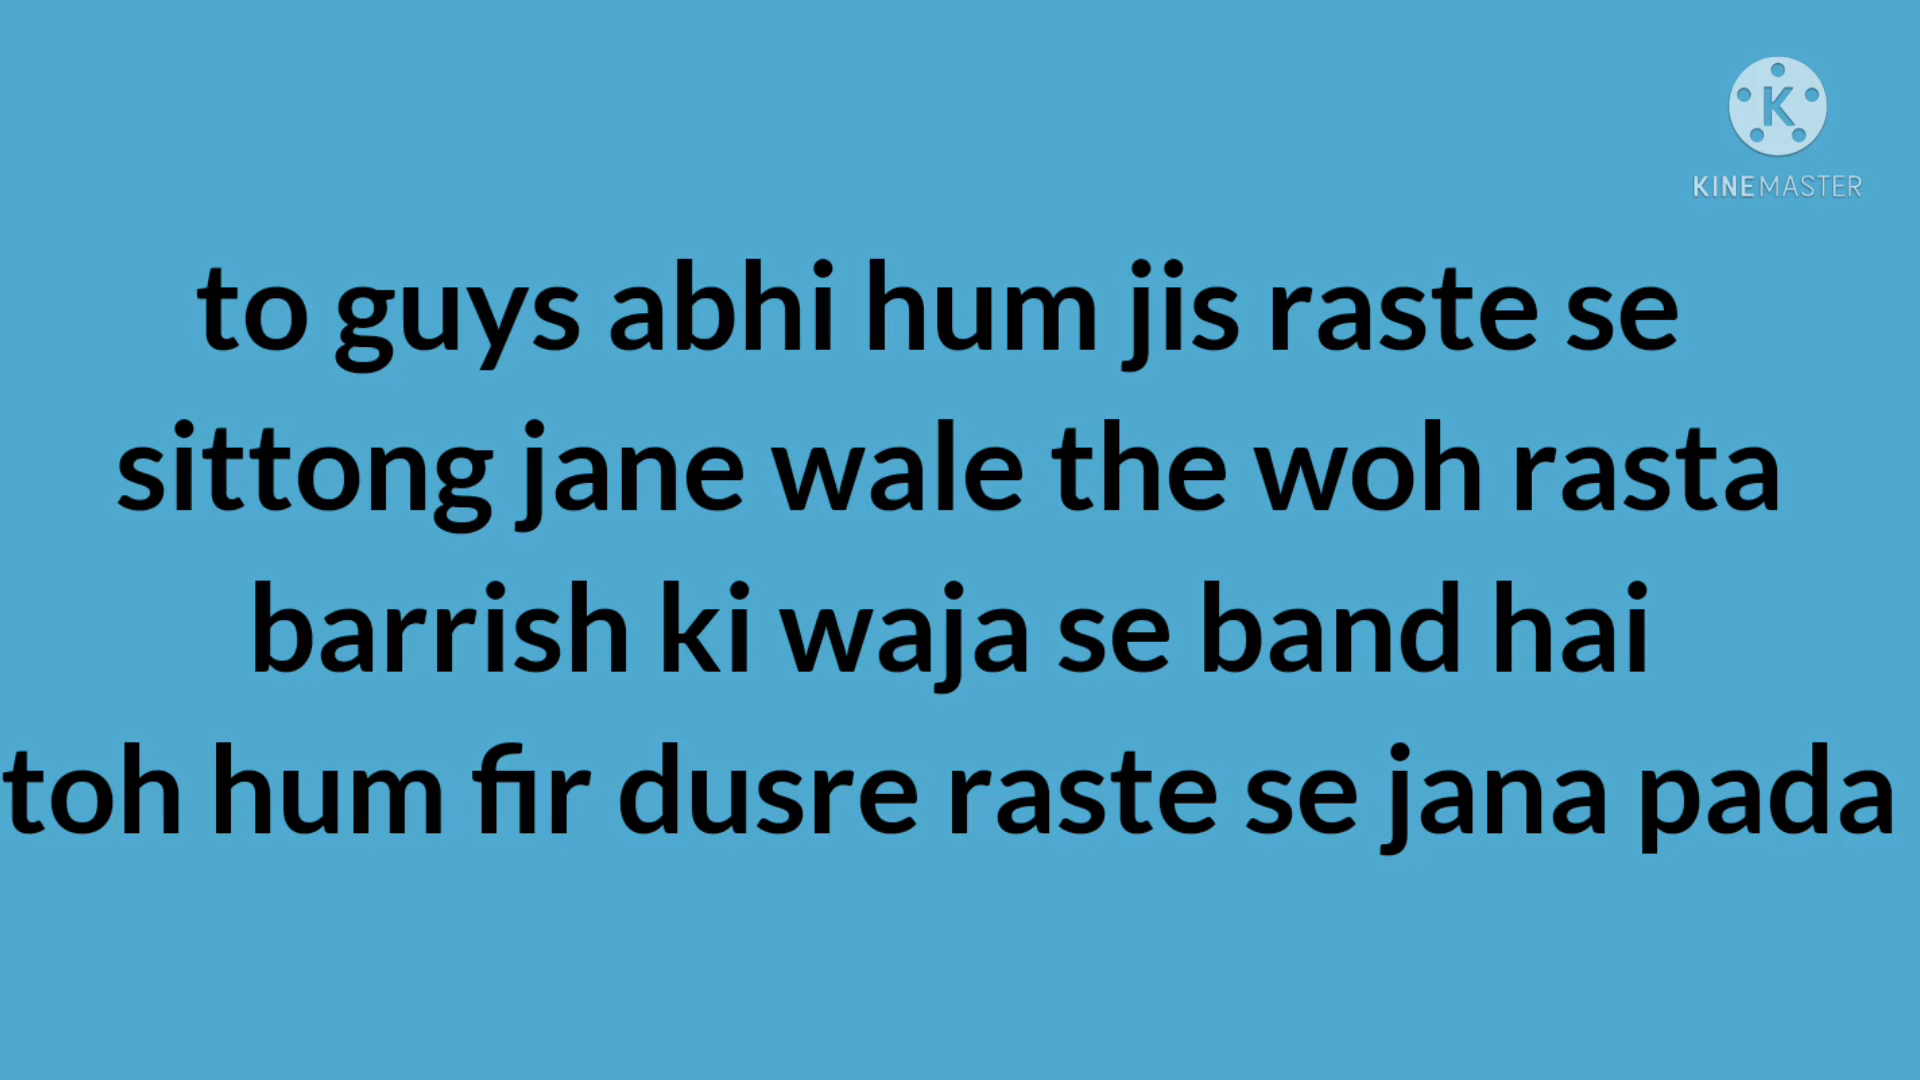 K
KINEMASTER
to guys abhi hum jis raste se
sittong jane wale the woh rasta
barrish ki waja se band hai
toh hum fir dusre raste se jana pada